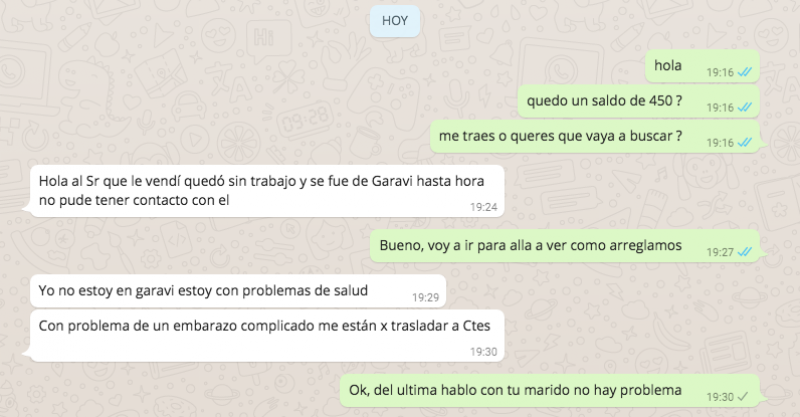 HOY
hola
19:16
quedo un saldo de 450 ?
19:16
me traes o queres que vaya a buscar ?
19:16
Hola al Sr que le vendí quedó sin trabajo y se fue de Garavi hasta hora
no pude tener contacto con el
19:24
Bueno, voy a ir para alla a ver como arreglamos
19:27
Yo no estoy en garavi estoy con problemas de salud
19:29
Con problema de un embarazo complicado me están x trasladar a Ctes
19:30
Ok, del ultima hablo con tu marido no hay problema
19:30